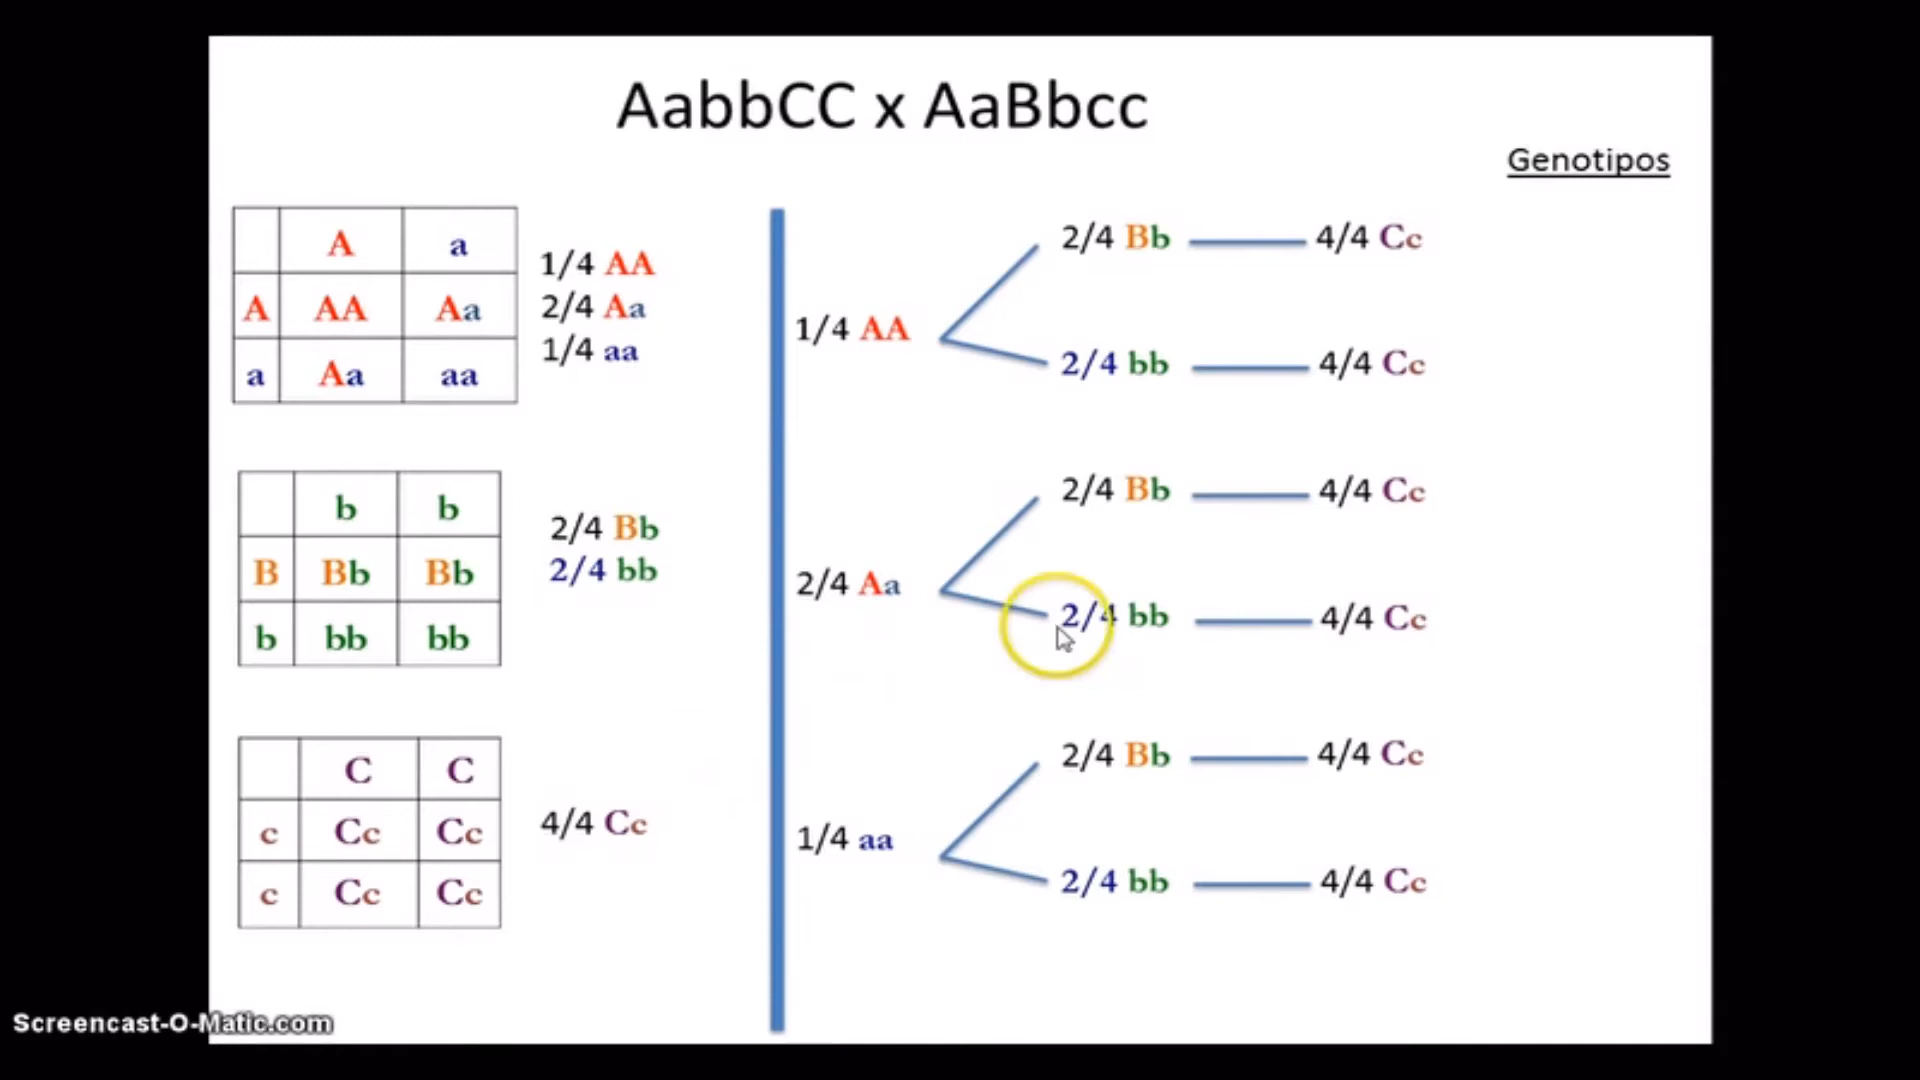 AabbCC x AaBbcc
Genotipos
A a
A AA Aa
a Aa aa
1/4 AA
2/4 Aa
1/4 aa
b b
B Bb Bb
b bb bb
2/4 Bb
2/4 bb
C C
c Cc Cc
c Cc Cc
4/4 Cc
1/4 AA
2/4 Bb 4/4 Cc
2/4 bb 4/4 Cc
2/4 Aa
2/4 Bb 4/4 Cc
2/4 bb 4/4 Cc
1/4 aa
2/4 Bb 4/4 Cc
2/4 bb 4/4 Cc
Screencast-O-Matic.com